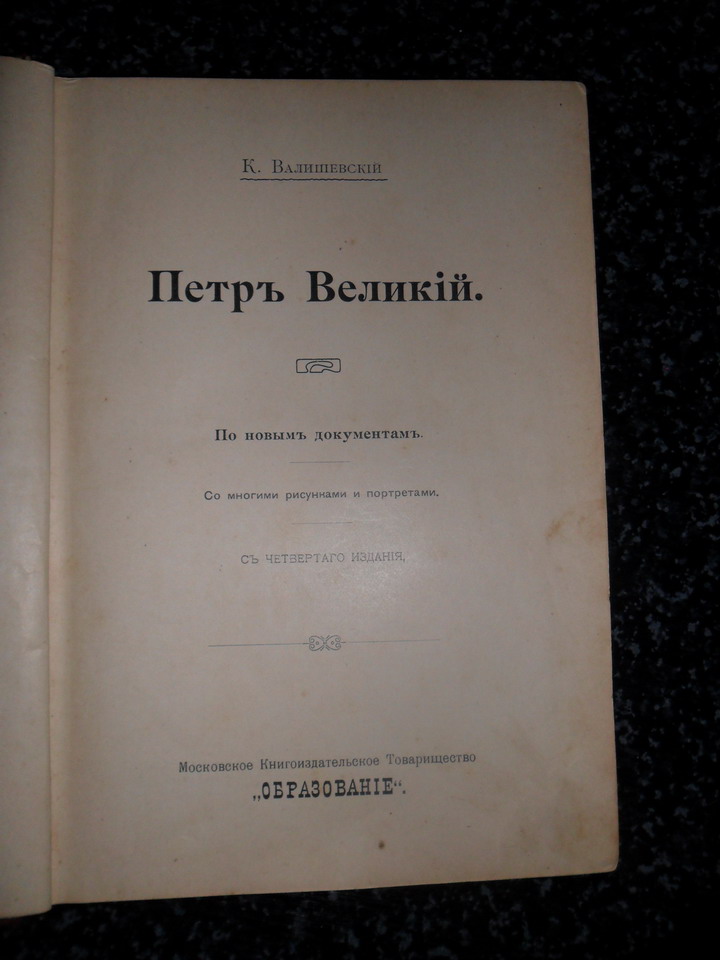 К. Валишевскій
Петръ Великій.
По новымъ документамъ.
Со многими рисунками и портретами.
СЪ ЧЕТВЕРТАГО ИЗДАНІЯ,
Московское Книгоиздательское Товарищество
„ОБРАЗОВАНІЕ“.